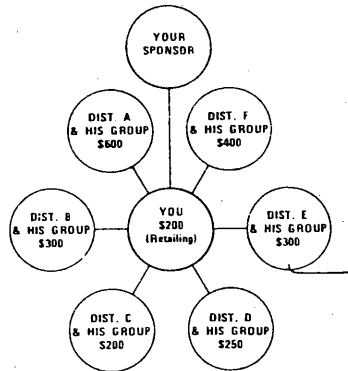 YOUR
SPONSOR
DIST. A
& HIS GROUP
$600
DIST. F
& HIS GROUP
$400
DIST. B
& HIS GROUP
$300
YOU
$200
(Retailing)
DIST. E
& HIS GROUP
$300
DIST. C
& HIS GROUP
$200
DIST. D
& HIS GROUP
$250